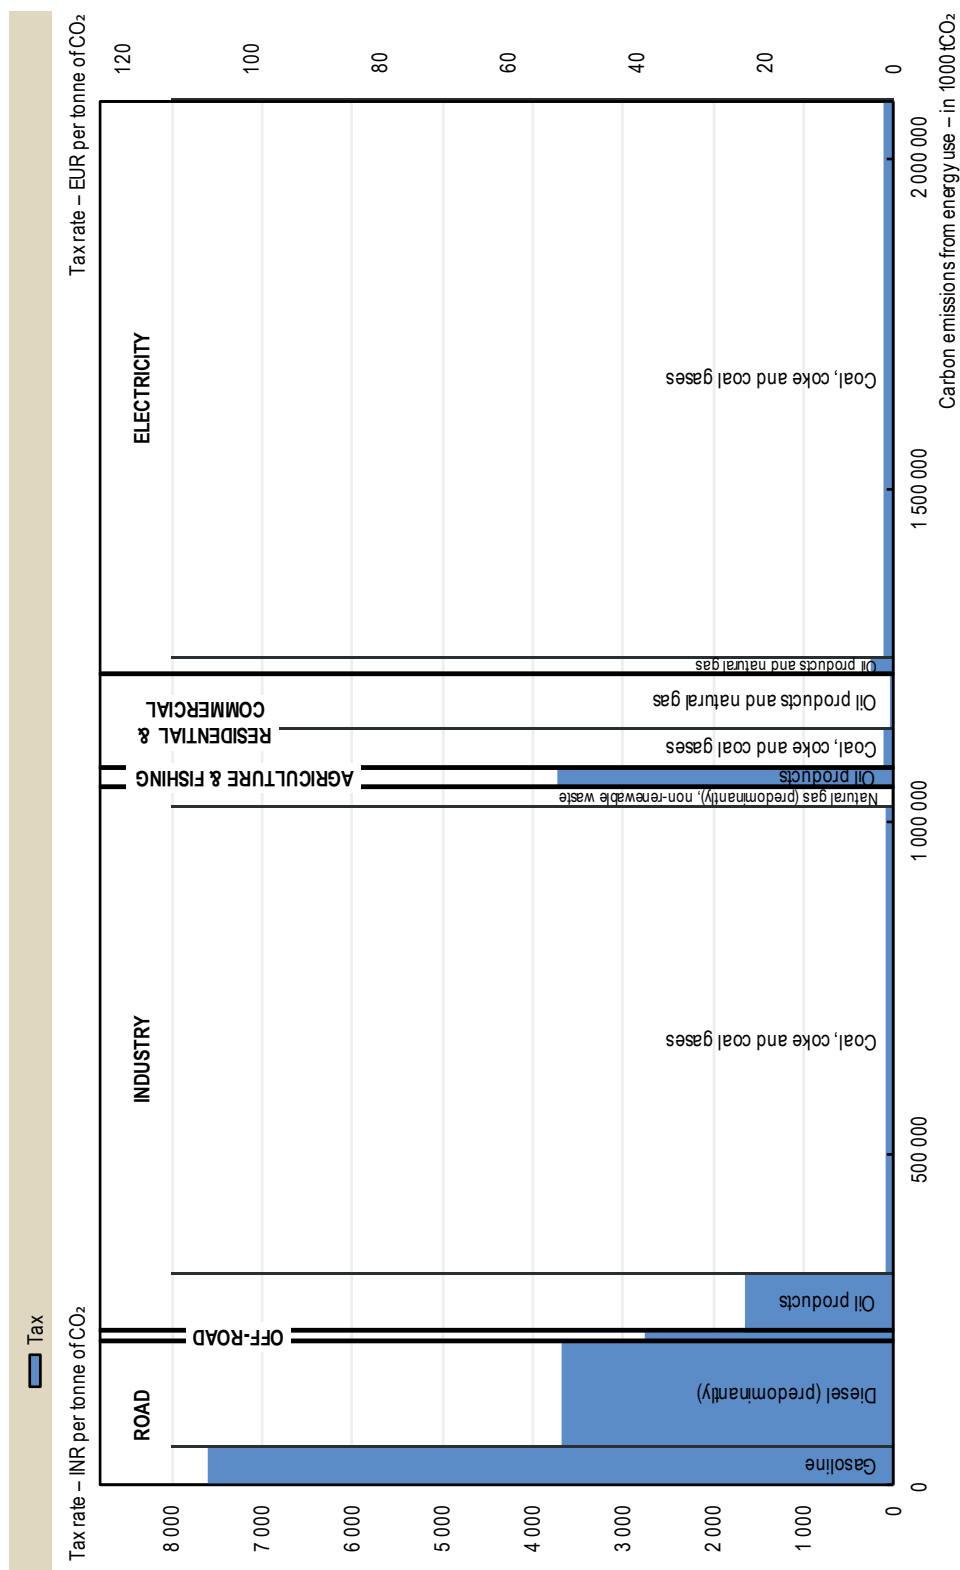 Tax
Tax rate – INR per tonne of CO₂
Tax rate – EUR per tonne of CO₂
8 000
7 000
6 000
5 000
4 000
3 000
2 000
1 000
0
120
100
80
60
40
20
0
ROAD
OFF-ROAD
INDUSTRY
AGRICULTURE & FISHING
RESIDENTIAL &
COMMERCIAL
ELECTRICITY
Gasoline
Diesel (predominantly)
Oil products
Coal, coke and coal gases
Natural gas (predominantly), non-renewable waste
Oil products
Coal, coke and coal gases
Oil products and natural gas
Oil products and natural gas
Coal, coke and coal gases
0
500 000
1 000 000
1 500 000
2 000 000
Carbon emissions from energy use – in 1000 tCO₂